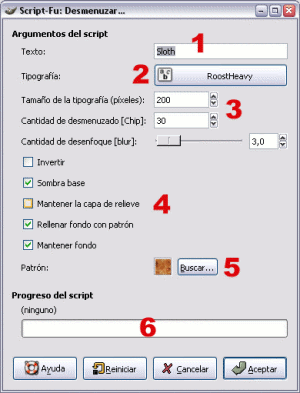 Script-Fu: Desmenuzar...
Argumentos del script
Texto: Sloth 1
Tipografía: 2 RoostHeavy
Tamaño de la tipografía (píxeles): 200
Cantidad de desmenuzado [Chip]: 30 3
Cantidad de desenfoque [blur]: 3,0
Invertir
Sombra base
Mantener la capa de relieve 4
Rellenar fondo con patrón
Mantener fondo
Patrón: Buscar... 5
Progreso del script
(ninguno)
6
Ayuda Reiniciar Cancelar Aceptar